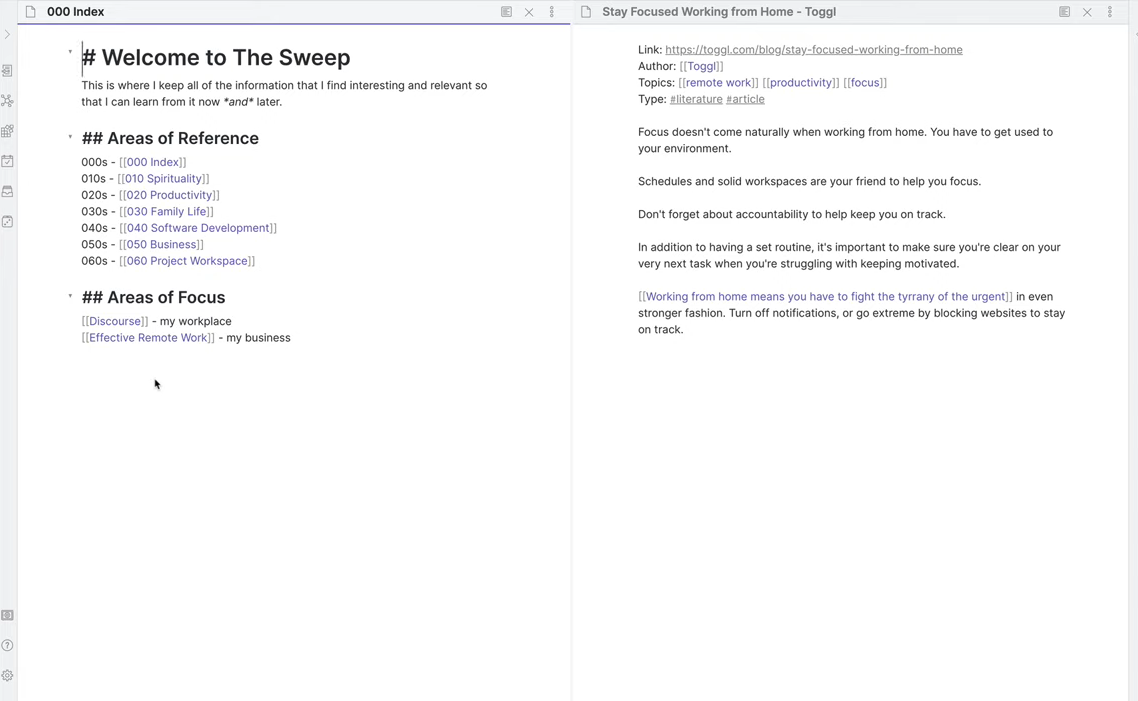 000 Index
# Welcome to The Sweep
This is where I keep all of the information that I find interesting and relevant so
that I can learn from it now *and* later.
## Areas of Reference
000s - [[000 Index]]
010s - [[010 Spirituality]]
020s - [[020 Productivity]]
030s - [[030 Family Life]]
040s - [[040 Software Development]]
050s - [[050 Business]]
060s - [[060 Project Workspace]]
## Areas of Focus
[[Discourse]] - my workplace
[[Effective Remote Work]] - my business
Stay Focused Working from Home - Toggl
Link: https://toggl.com/blog/stay-focused-working-from-home
Author: [[Toggl]]
Topics: [[remote work]] [[productivity]] [[focus]]
Type: #literature #article
Focus doesn't come naturally when working from home. You have to get used to
your environment.
Schedules and solid workspaces are your friend to help you focus.
Don't forget about accountability to help keep you on track.
In addition to having a set routine, it's important to make sure you're clear on your
very next task when you're struggling with keeping motivated.
[[Working from home means you have to fight the tyrrany of the urgent]] in even
stronger fashion. Turn off notifications, or go extreme by blocking websites to stay
on track.